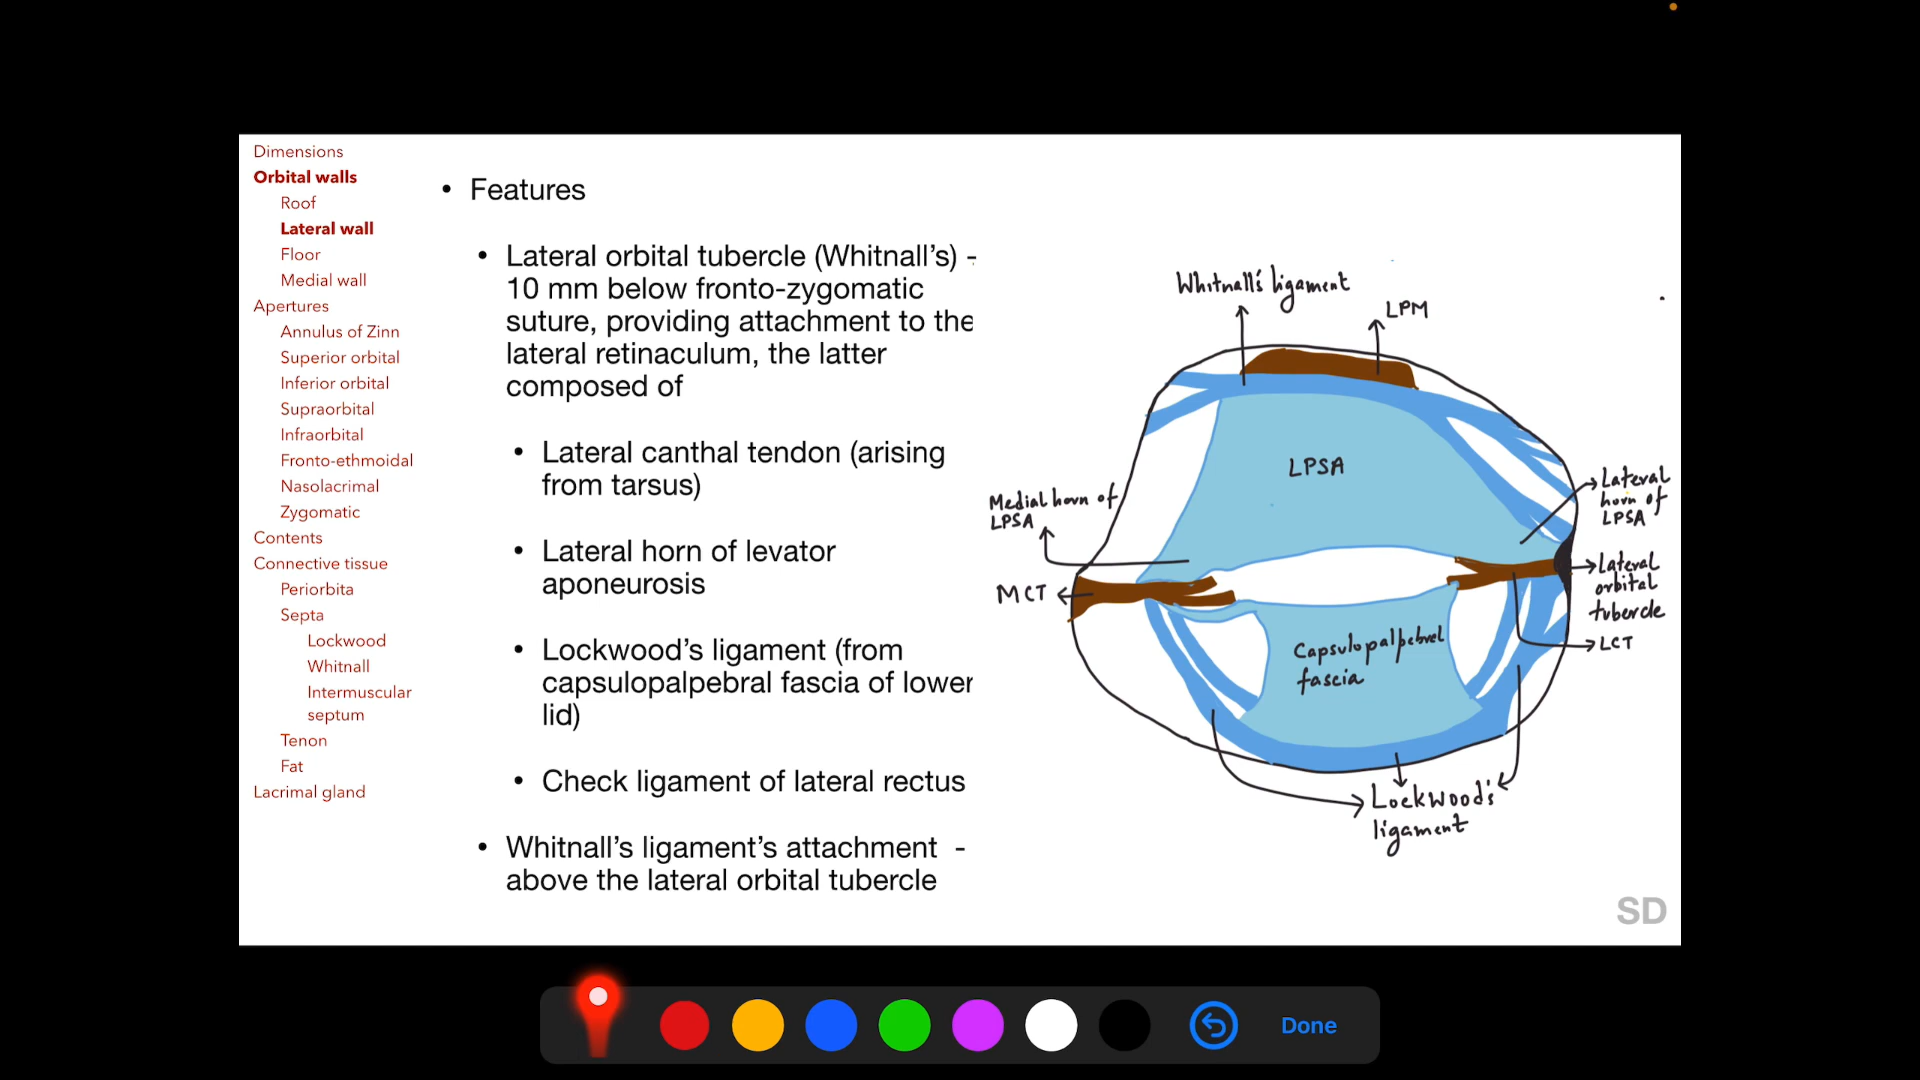 Dimensions
Orbital walls
Roof
Lateral wall
Floor
Medial wall
Apertures
Annulus of Zinn
Superior orbital
Inferior orbital
Supraorbital
Infraorbital
Fronto-ethmoidal
Nasolacrimal
Zygomatic
Contents
Connective tissue
Periorbita
Septa
Lockwood
Whitnall
Intermuscular
septum
Tenon
Fat
Lacrimal gland
• Features
• Lateral orbital tubercle (Whitnall’s) -
10 mm below fronto-zygomatic
suture, providing attachment to the
lateral retinaculum, the latter
composed of
• Lateral canthal tendon (arising
from tarsus)
• Lateral horn of levator
aponeurosis
• Lockwood’s ligament (from
capsulopalpebral fascia of lower
lid)
• Check ligament of lateral rectus
• Whitnall’s ligament’s attachment -
above the lateral orbital tubercle
Whitnall's ligament
LPM
LPSA
Medial horn of
LPSA
MCT
Lateral
horn of
LPSA
Lateral
orbital
tubercle
LCT
Capsulopalpebral
fascia
Lockwood's
ligament
SD
Done